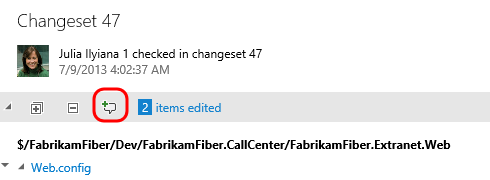 Changeset 47
Julia Ilyiana 1 checked in changeset 47
7/9/2013 4:02:37 AM
2 items edited
$/FabrikamFiber/Dev/FabrikamFiber.CallCenter/FabrikamFiber.Extranet.Web
Web.config